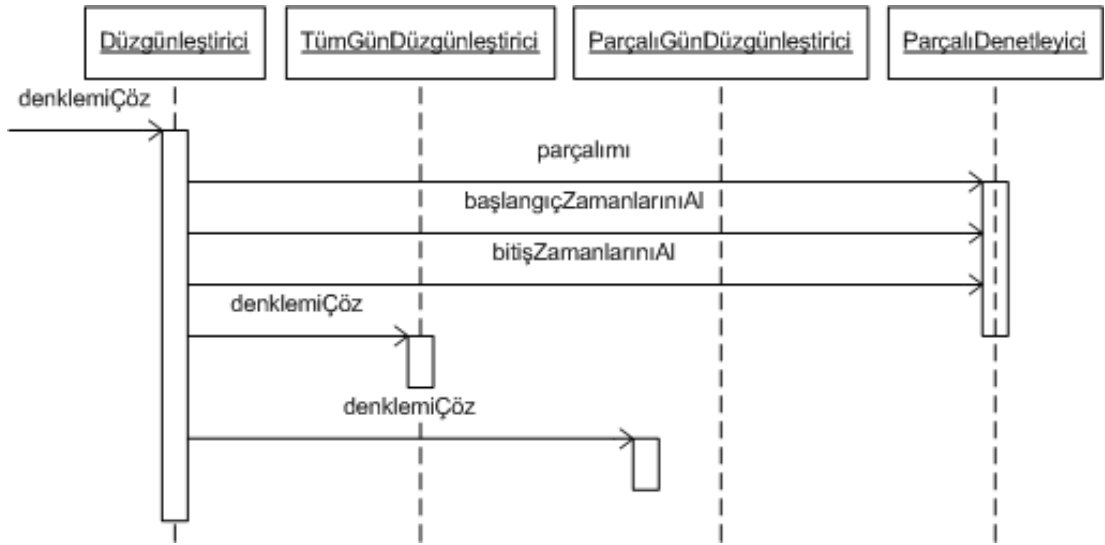 Düzgünleştirici
TümGünDüzgünleştirici
ParçalıGünDüzgünleştirici
ParçalıDenetleyici
denklemiÇöz
parçalımı
başlangıçZamanlarınıAl
bitişZamanlarınıAl
denklemiÇöz
denklemiÇöz